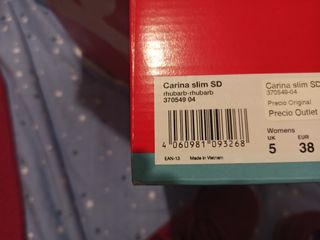 Carina slim SD
rhubarb-rhubarb
370549 04
4 060981 093268
EAN-13 Made in Vietnam
Carina slim SD
370549-04
Precio Original
Precio Outlet
Womens
UK EUR
5 38